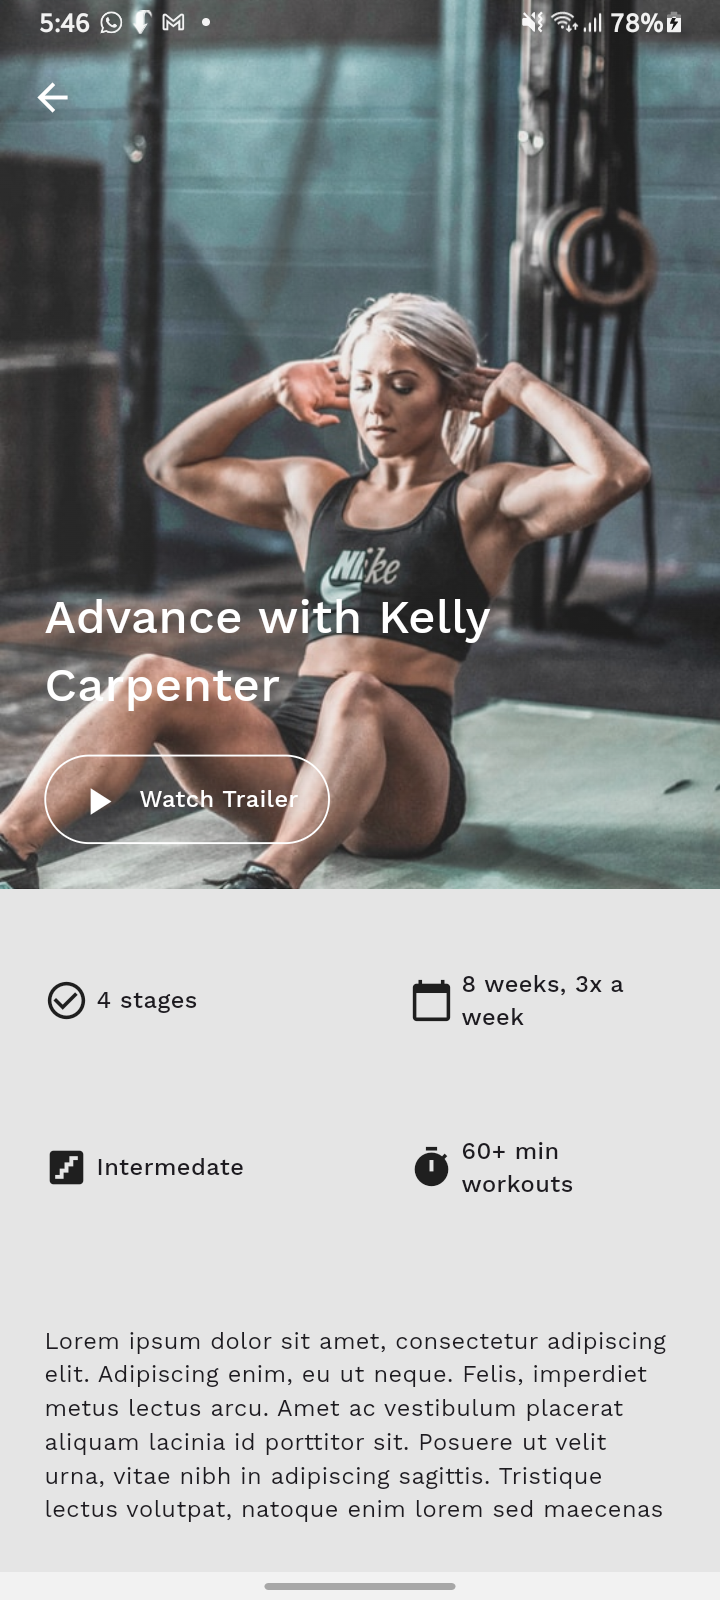 5:46 78%
Nike
Advance with Kelly
Carpenter
Watch Trailer
4 stages
8 weeks, 3x a
week
Intermedate
60+ min
workouts
Lorem ipsum dolor sit amet, consectetur adipiscing
elit. Adipiscing enim, eu ut neque. Felis, imperdiet
metus lectus arcu. Amet ac vestibulum placerat
aliquam lacinia id porttitor sit. Posuere ut velit
urna, vitae nibh in adipiscing sagittis. Tristique
lectus volutpat, natoque enim lorem sed maecenas